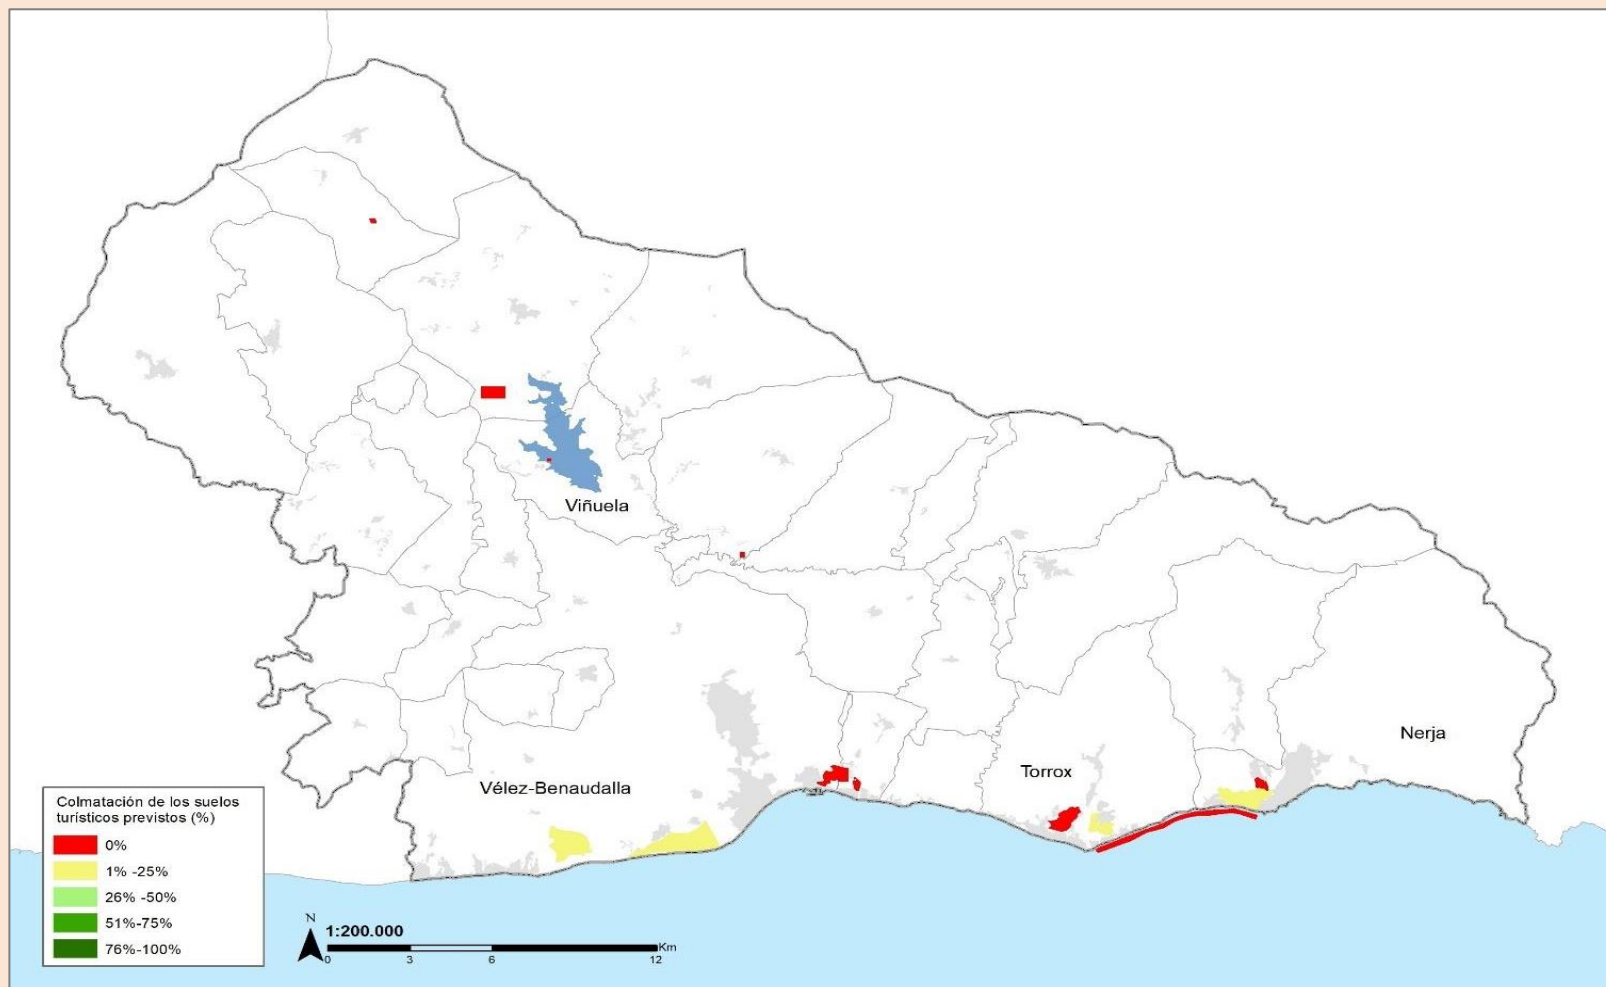 Viñuela
Nerja
Torrox
Vélez-Benaudalla
Colmatación de los suelos
turísticos previstos (%)
0%
1% -25%
26% -50%
51%-75%
76%-100%
N
1:200.000
Km
0 3 6 12